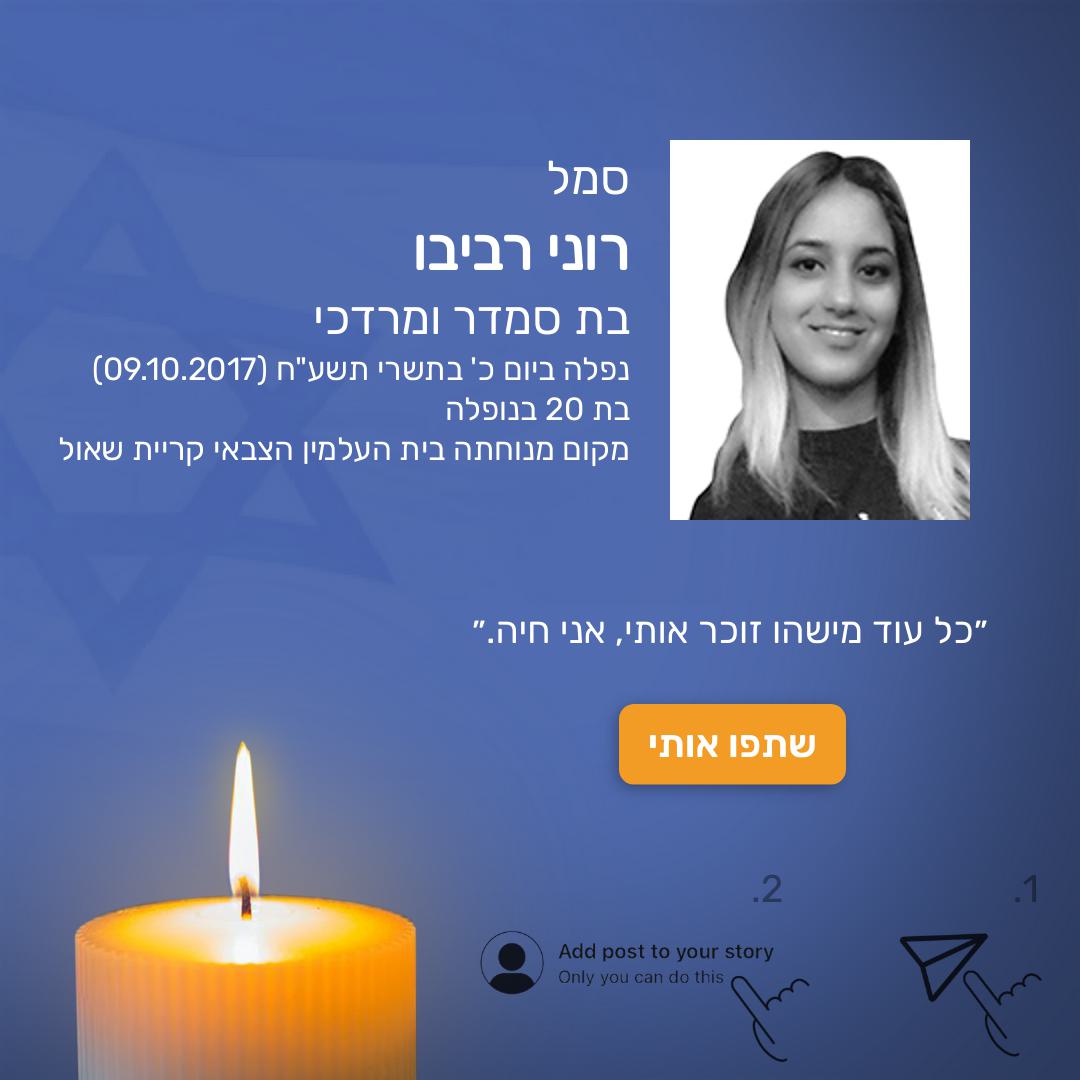 סמל
רוני רביבו
בת סמדר ומרדכי
נפלה ביום כ' בתשרי תשע"ח (09.10.2017)
בת 20 בנופלה
מקום מנוחתה בית העלמין הצבאי קריית שאול
"כל עוד מישהו זוכר אותי, אני חיה."
שתפו אותי
1.
2.
Add post to your story
Only you can do this